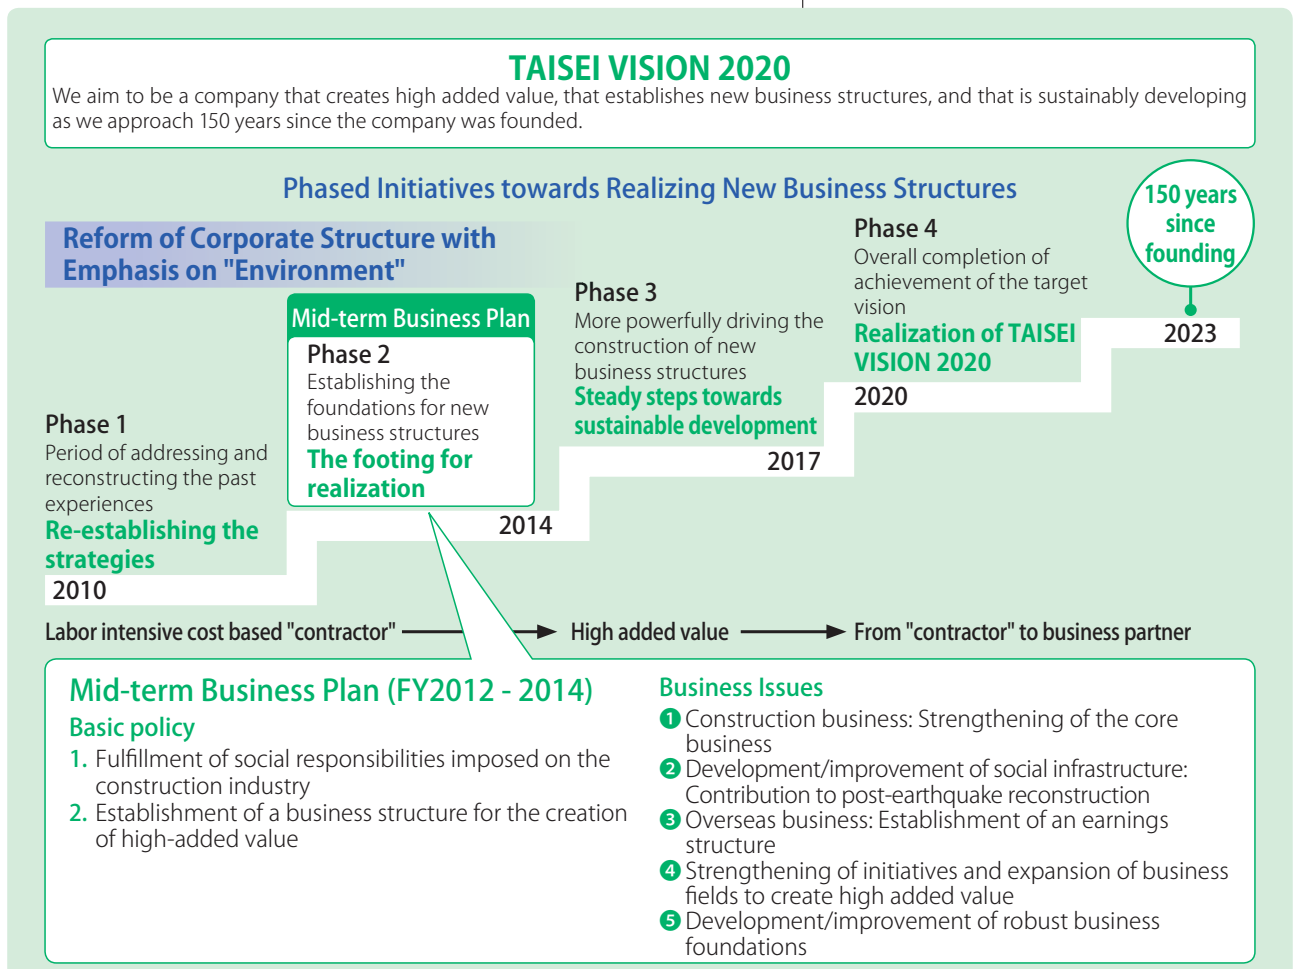 TAISEI VISION 2020
We aim to be a company that creates high added value, that establishes new business structures, and that is sustainably developing
as we approach 150 years since the company was founded.
Phased Initiatives towards Realizing New Business Structures
150 years
since
founding
Reform of Corporate Structure with
Emphasis on "Environment"
Phase 1
Period of addressing and
reconstructing the past
experiences
Re-establishing the
strategies
2010
Mid-term Business Plan
Phase 2
Establishing the
foundations for new
business structures
The footing for
realization
2014
Phase 3
More powerfully driving the
construction of new
business structures
Steady steps towards
sustainable development
2017
Phase 4
Overall completion of
achievement of the target
vision
Realization of TAISEI
VISION 2020
2020
2023
Labor intensive cost based "contractor"
High added value
From "contractor" to business partner
Mid-term Business Plan (FY2012 - 2014)
Basic policy
1. Fulfillment of social responsibilities imposed on the
construction industry
2. Establishment of a business structure for the creation
of high-added value
Business Issues
❶ Construction business: Strengthening of the core
business
❷ Development/improvement of social infrastructure:
Contribution to post-earthquake reconstruction
❸ Overseas business: Establishment of an earnings
structure
❹ Strengthening of initiatives and expansion of business
fields to create high added value
❺ Development/improvement of robust business
foundations